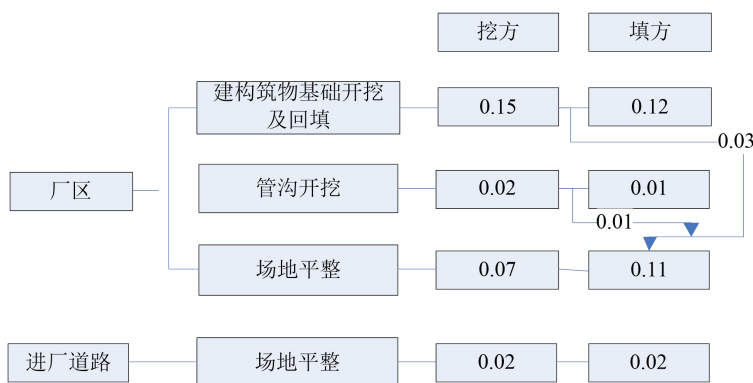 挖方 填方
建构筑物基础开挖
及回填
0.15 0.12
0.03
厂区 管沟开挖 0.02 0.01
0.01
场地平整 0.07 0.11
进厂道路 场地平整 0.02 0.02